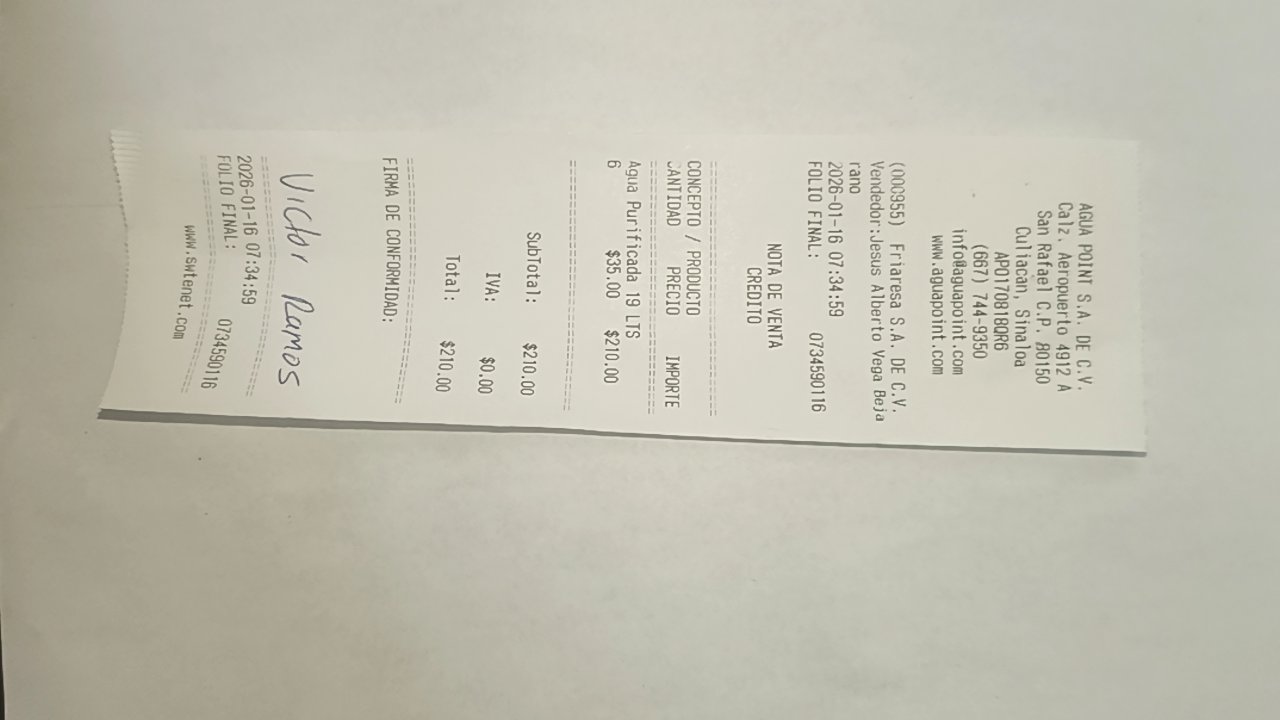 AGUA POINT S.A. DE C.V.
Calz. Aeropuerto 4912 A
San Rafael C.P. 80150
Culiacán, Sinaloa
APO170818QR6
(667) 744-9350
info@aguapoint.com
www.aguapoint.com
(000955) Friaresa S.A. DE C.V.
Vendedor:Jesus Alberto Vega Beja
rano
2026-01-16 07:34:59
FOLIO FINAL: 0734590116
NOTA DE VENTA
CREDITO
CONCEPTO / PRODUCTO
CANTIDAD PRECIO IMPORTE
Agua Purificada 19 LTS
6 $35.00 $210.00
SubTotal: $210.00
IVA: $0.00
Total: $210.00
FIRMA DE CONFORMIDAD:
Victor Ramos
2026-01-16 07:34:59
FOLIO FINAL: 0734590116
www.swtenet.com